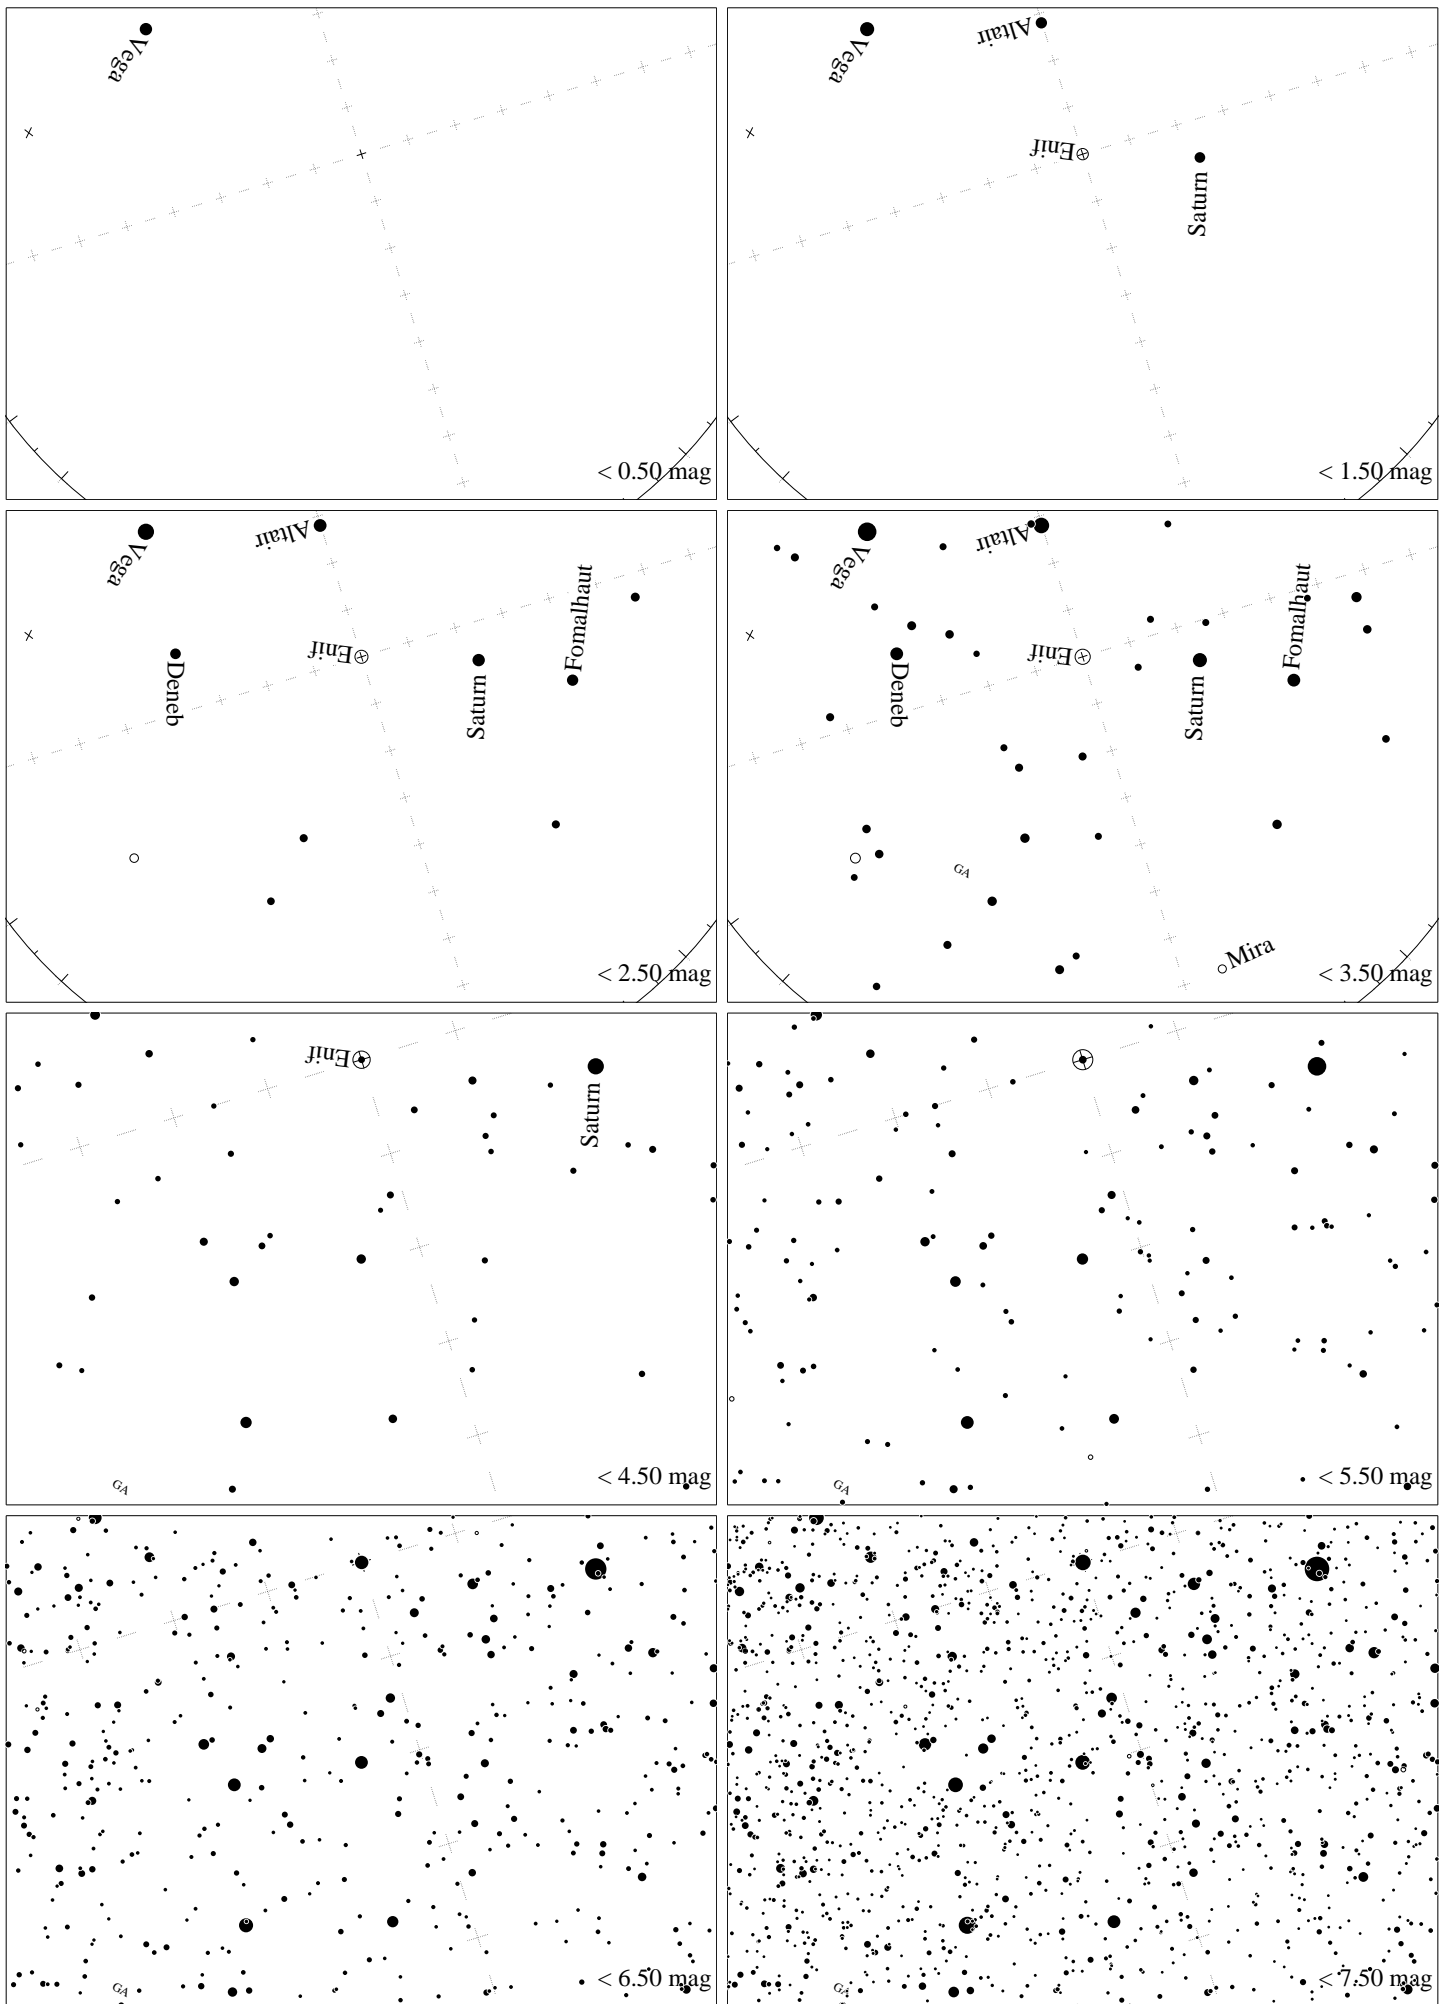 Vega
< 0.50 mag
Vega
Altair
Enif
Saturn
< 1.50 mag
Vega
Altair
Fomalhaut
Enif
Deneb
Saturn
< 2.50 mag
Vega
Altair
Fomalhaut
Enif
Deneb
Saturn
GA
Mira
< 3.50 mag
Enif
Saturn
GA
< 4.50 mag
GA
< 5.50 mag
GA
< 6.50 mag
GA
< 7.50 mag